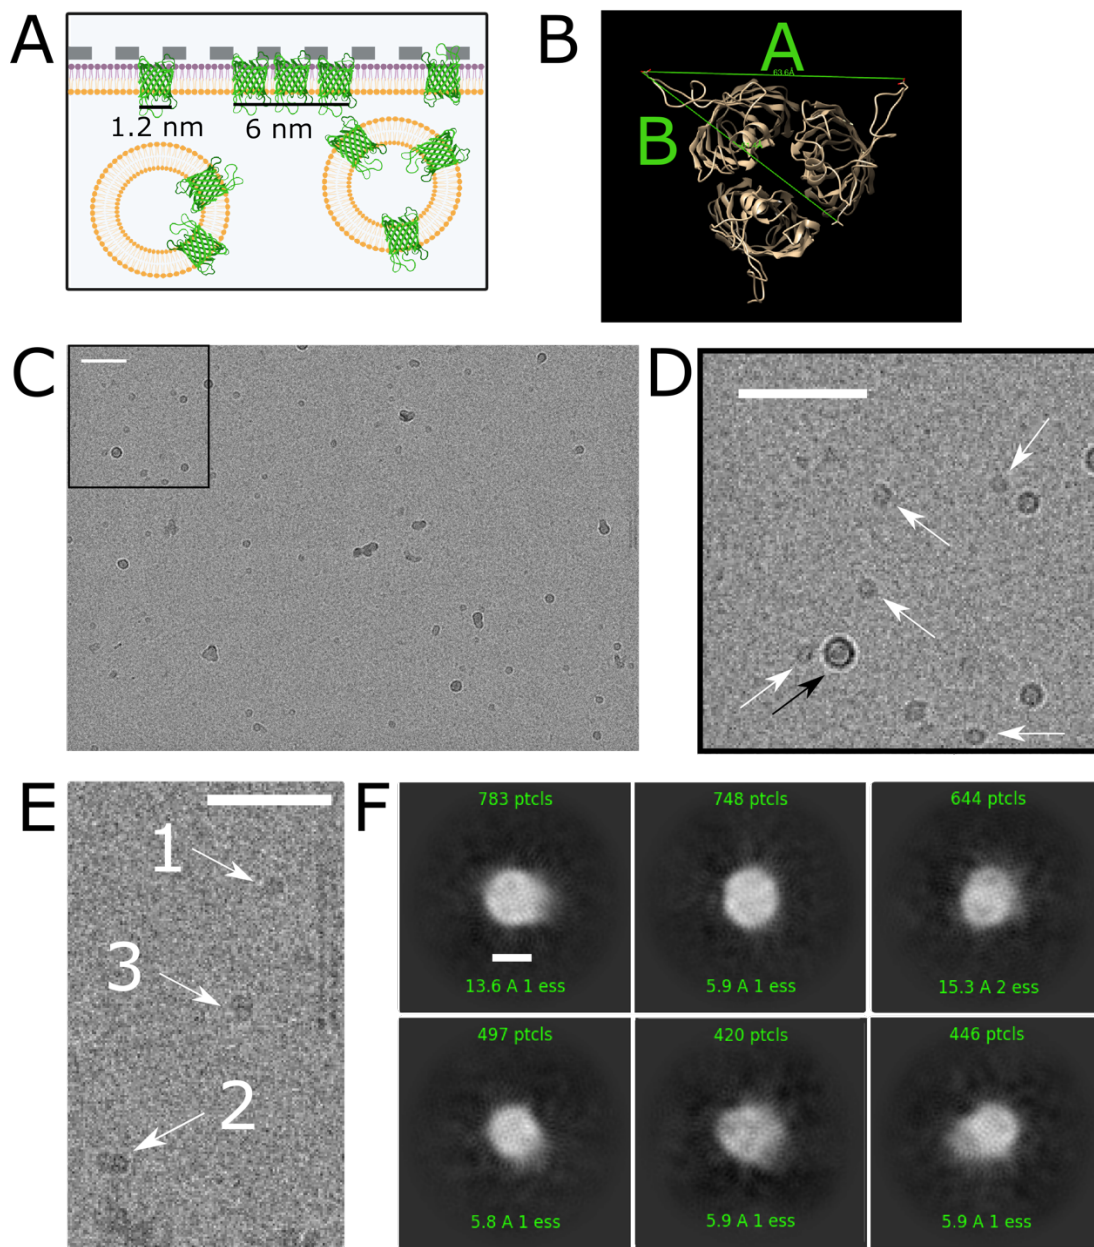 A
1.2 nm
6 nm
B
A
63.6Å
B
C
D
E
1
3
2
F
783 ptcls
13.6 A 1 ess
748 ptcls
5.9 A 1 ess
644 ptcls
15.3 A 2 ess
497 ptcls
5.8 A 1 ess
420 ptcls
5.9 A 1 ess
446 ptcls
5.9 A 1 ess